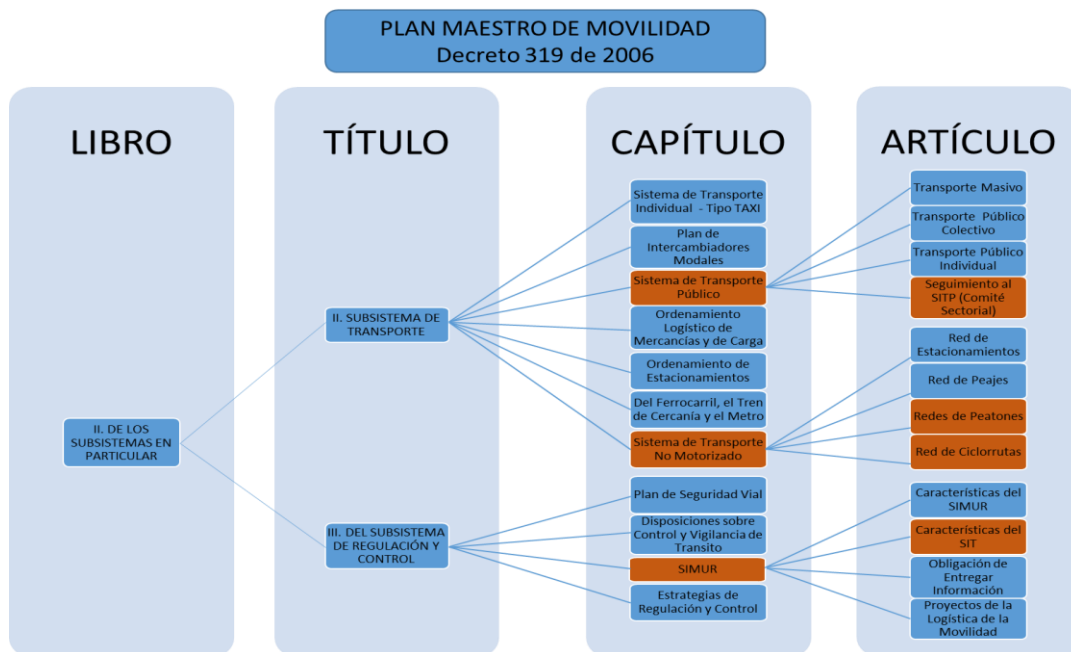 PLAN MAESTRO DE MOVILIDAD
Decreto 319 de 2006
LIBRO
II. DE LOS
SUBSISTEMAS EN
PARTICULAR
TÍTULO
II. SUBSISTEMA DE
TRANSPORTE
III. DEL SUBSISTEMA
DE REGULACIÓN Y
CONTROL
CAPÍTULO
Sistema de Transporte
Individual - Tipo TAXI
Plan de
Intercambiadores
Modales
Sistema de Transporte
Público
Ordenamiento
Logístico de
Mercancías y de Carga
Ordenamiento de
Estacionamientos
Del Ferrocarril, el Tren
de Cercanía y el Metro
Sistema de Transporte
No Motorizado
Plan de Seguridad Vial
Disposiciones sobre
Control y Vigilancia de
Transito
SIMUR
Estrategias de
Regulación y Control
ARTÍCULO
Transporte Masivo
Transporte Público
Colectivo
Transporte Público
Individual
Seguimiento al
SITP (Comité
Sectorial)
Red de
Estacionamientos
Red de Peajes
Redes de Peatones
Red de Ciclorrutas
Características del
SIMUR
Características del
SIT
Obligación de
Entregar
Información
Proyectos de la
Logística de la
Movilidad